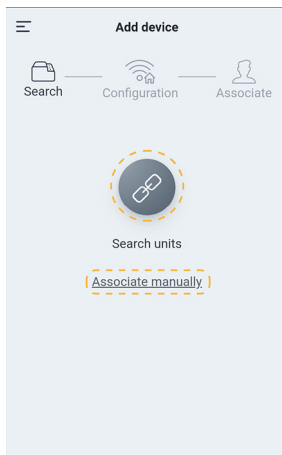 Add device
Search
Configuration
Associate
Search units
Associate manually